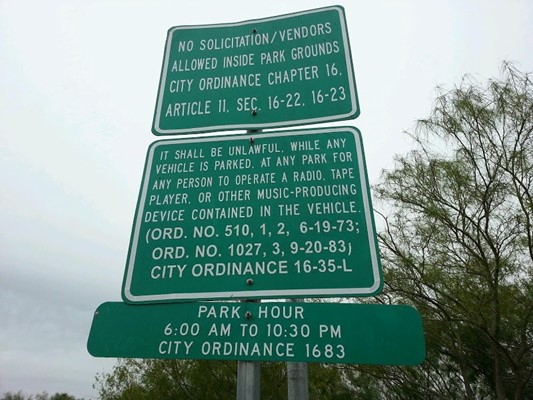 NO SOLICITATION/VENDORS
ALLOWED INSIDE PARK GROUNDS
CITY ORDINANCE CHAPTER 16,
ARTICLE 11, SEC. 16-22, 16-23
IT SHALL BE UNLAWFUL, WHILE ANY
VEHICLE IS PARKED, AT ANY PARK FOR
ANY PERSON TO OPERATE A RADIO, TAPE
PLAYER, OR OTHER MUSIC-PRODUCING
DEVICE CONTAINED IN THE VEHICLE.
(ORD. NO. 510, 1, 2, 6-19-73;
ORD. NO. 1027, 3, 9-20-83)
CITY ORDINANCE 16-35-L
PARK HOUR
6:00 AM TO 10:30 PM
CITY ORDINANCE 1683